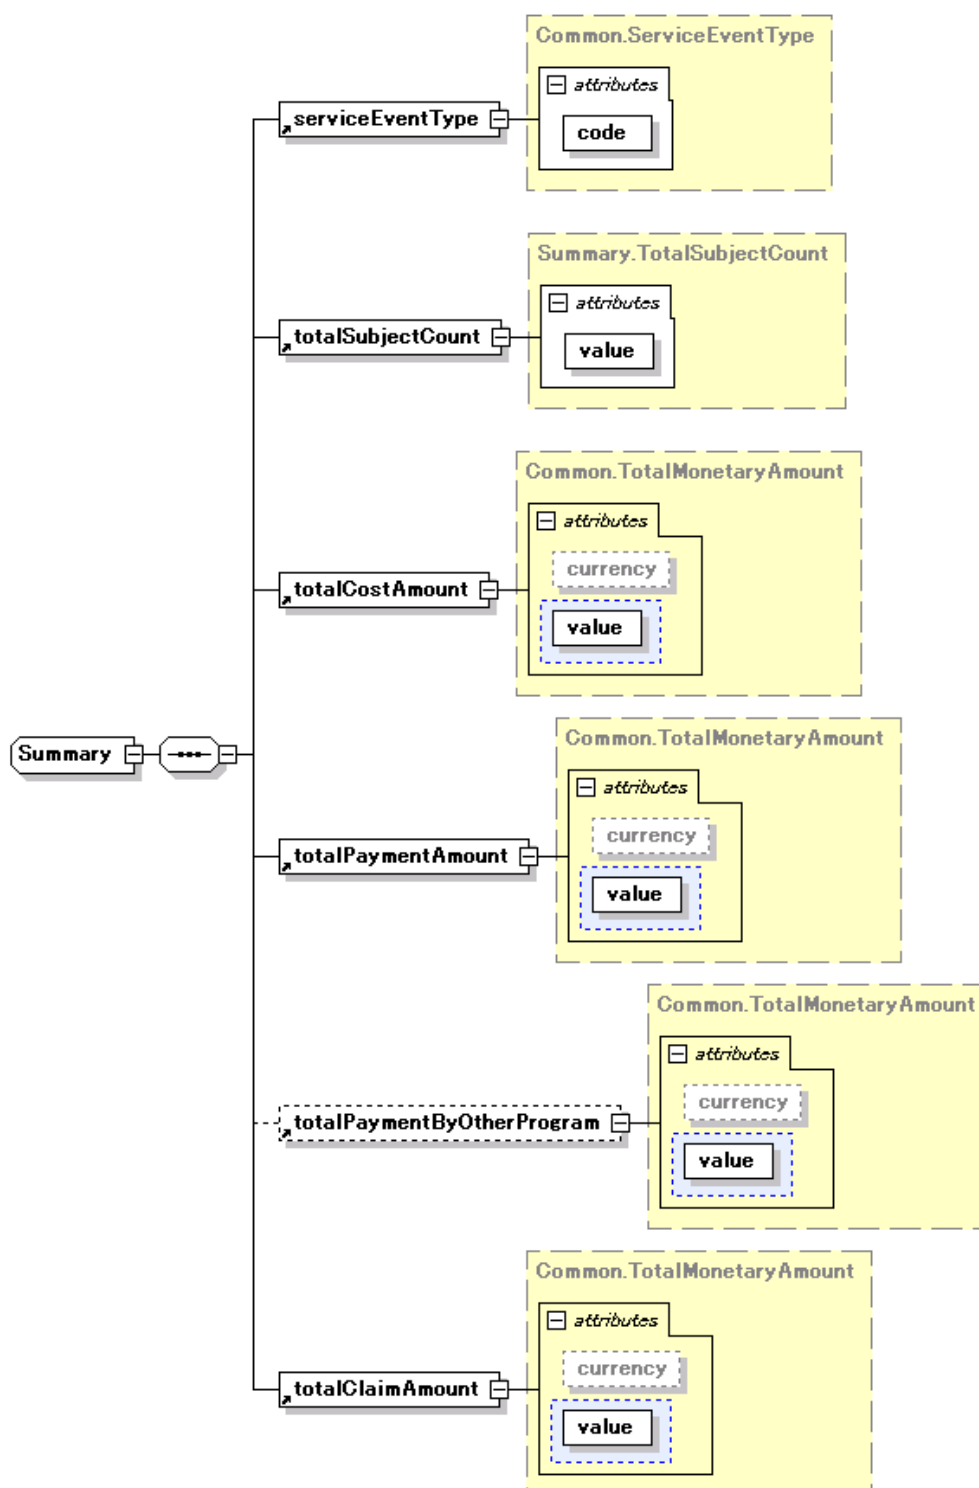 Common.ServiceEventType
attributes
serviceEventType
code
Summary.TotalSubjectCount
attributes
totalSubjectCount
value
Common.TotalMonetaryAmount
attributes
currency
totalCostAmount
value
Summary
Common.TotalMonetaryAmount
attributes
currency
totalPaymentAmount
value
Common.TotalMonetaryAmount
attributes
currency
totalPaymentByOtherProgram
value
Common.TotalMonetaryAmount
attributes
currency
totalClaimAmount
value